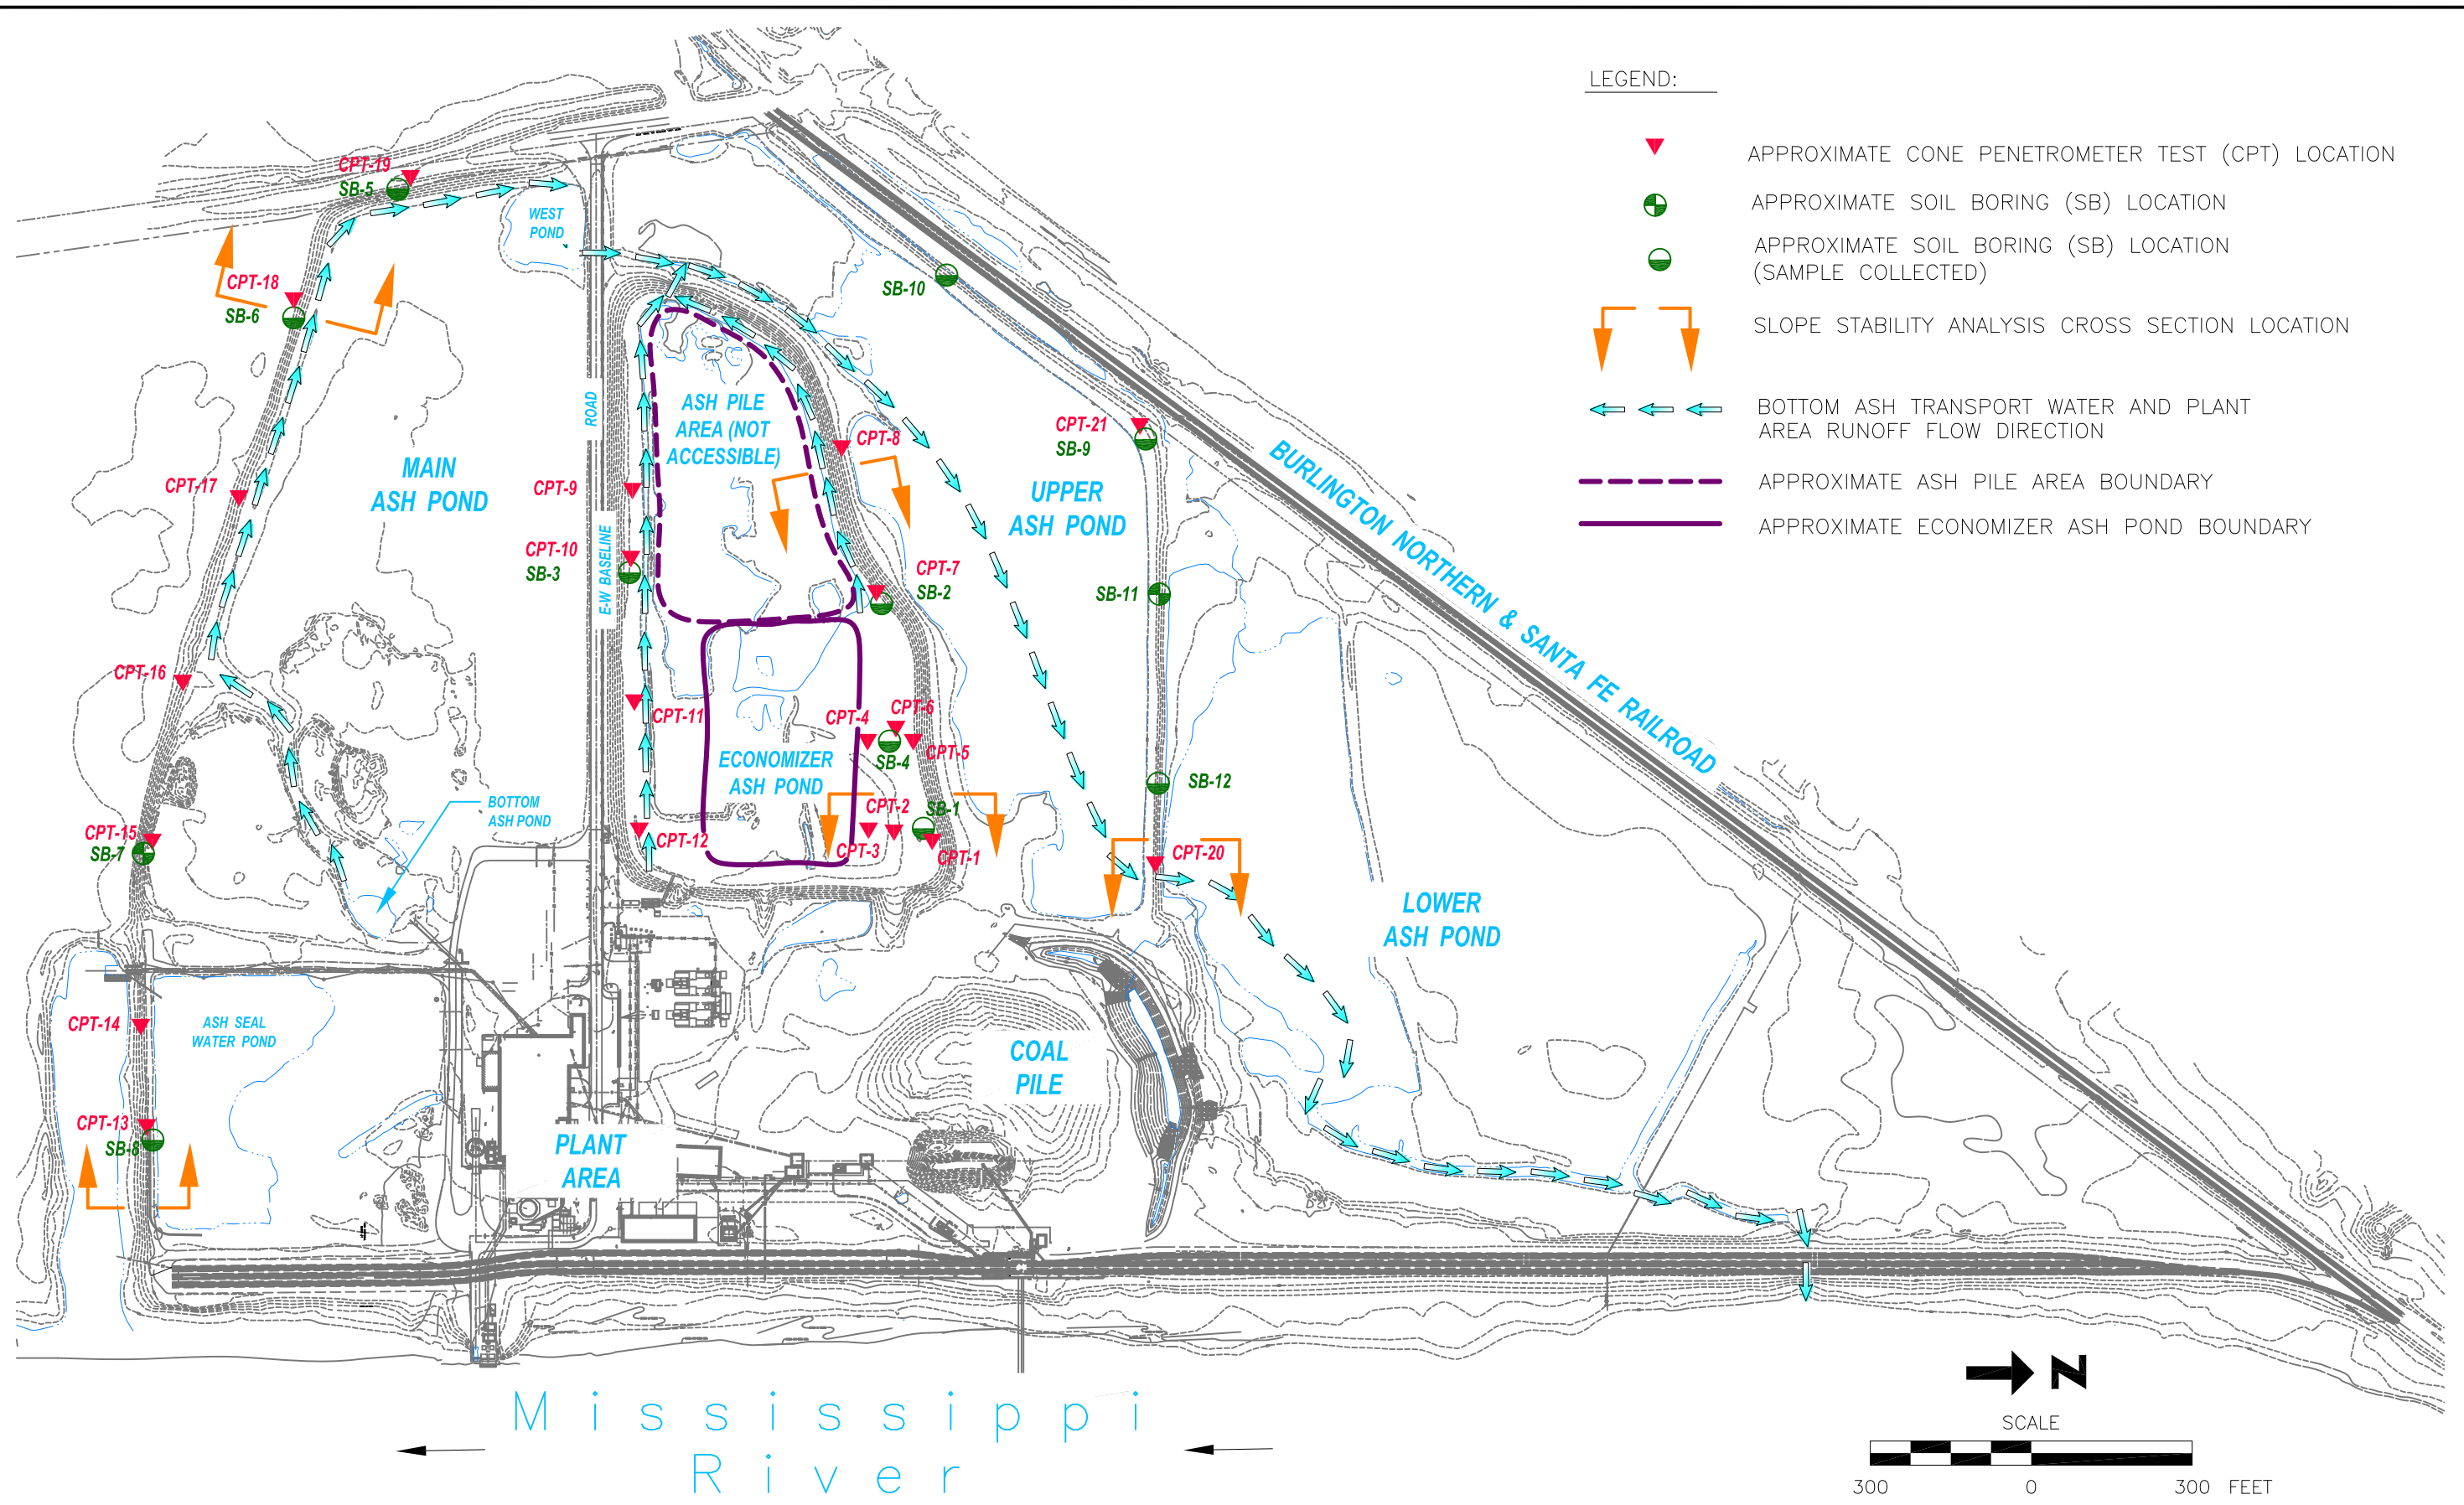 LEGEND:
APPROXIMATE CONE PENETROMETER TEST (CPT) LOCATION
APPROXIMATE SOIL BORING (SB) LOCATION
APPROXIMATE SOIL BORING (SB) LOCATION
(SAMPLE COLLECTED)
SLOPE STABILITY ANALYSIS CROSS SECTION LOCATION
BOTTOM ASH TRANSPORT WATER AND PLANT
AREA RUNOFF FLOW DIRECTION
APPROXIMATE ASH PILE AREA BOUNDARY
APPROXIMATE ECONOMIZER ASH POND BOUNDARY
CPT-19
SB-5
WEST
POND
CPT-18
SB-6
SB-10
ROAD
ASH PILE
AREA (NOT
ACCESSIBLE)
CPT-8
CPT-21
SB-9
MAIN
ASH POND
CPT-17
CPT-9
UPPER
ASH POND
BURLINGTON NORTHERN & SANTA FE RAILROAD
E-W BASELINE
CPT-10
SB-3
CPT-7
SB-2
SB-11
CPT-16
CPT-11
CPT-4
CPT-6
CPT-5
SB-4
ECONOMIZER
ASH POND
SB-12
BOTTOM
ASH POND
CPT-2
SB-1
CPT-15
SB-7
CPT-12
CPT-3
CPT-1
CPT-20
LOWER
ASH POND
CPT-14
ASH SEAL
WATER POND
COAL
PILE
CPT-13
SB-8
PLANT
AREA
Mississippi
River
N
SCALE
300 0 300 FEET